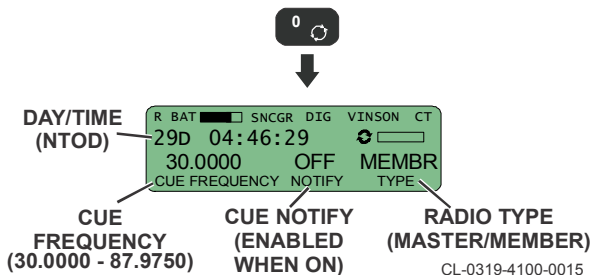 0
R BAT SNCGR DIG VINSON CT
29D 04:46:29
30.0000 OFF MEMBR
CUE FREQUENCY NOTIFY TYPE
DAY/TIME
(NTOD)
CUE
FREQUENCY
(30.0000 - 87.9750)
CUE NOTIFY
(ENABLED
WHEN ON)
RADIO TYPE
(MASTER/MEMBER)
CL-0319-4100-0015